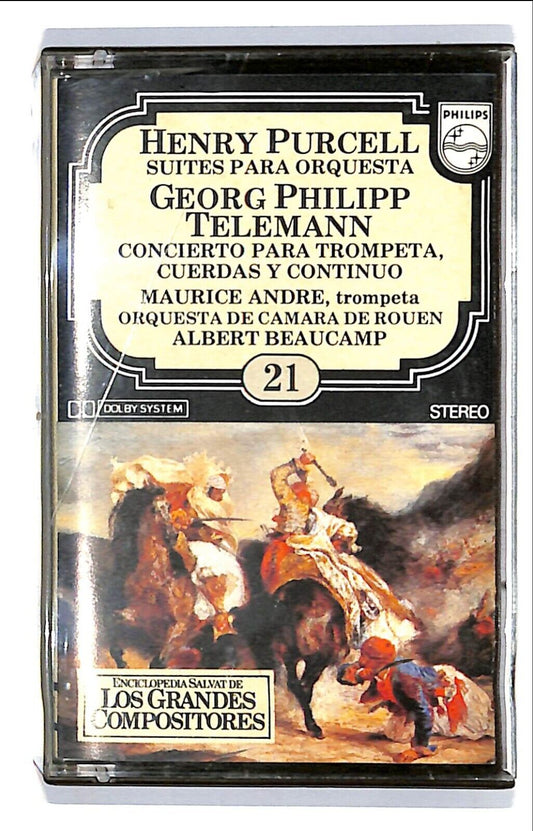 PHILIPS
HENRY PURCELL
SUITES PARA ORQUESTA
GEORG PHILIPP
TELEMANN
CONCIERTO PARA TROMPETA,
CUERDAS Y CONTINUO
MAURICE ANDRE, trompeta
ORQUESTA DE CAMARA DE ROUEN
ALBERT BEAUCAMP
21
DOLBY SYSTEM
STEREO
ENCICLOPEDIA SALVAT DE
LOS GRANDES
COMPOSITORES